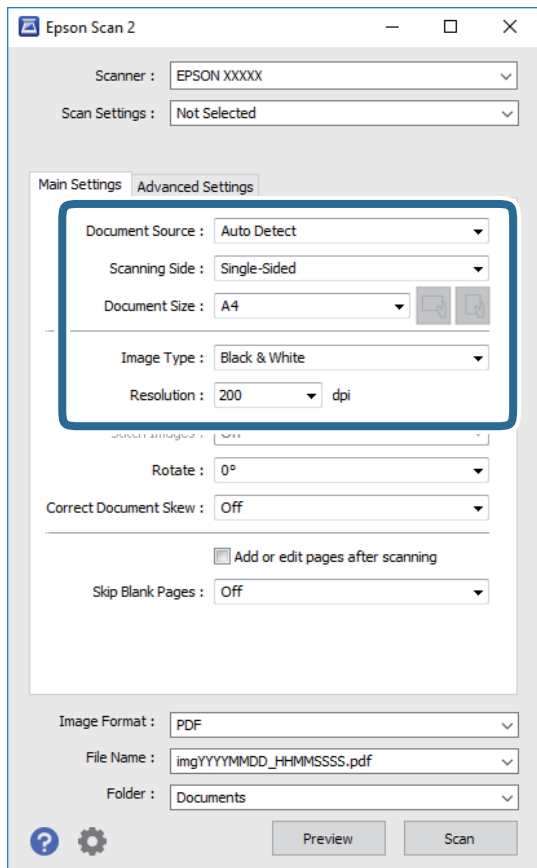 Epson Scan 2
Scanner : EPSON XXXXX
Scan Settings : Not Selected
Main Settings Advanced Settings
Document Source : Auto Detect
Scanning Side : Single-Sided
Document Size : A4
Image Type : Black & White
Resolution : 200 dpi
Stitch Images : Off
Rotate : 0°
Correct Document Skew : Off
Add or edit pages after scanning
Skip Blank Pages : Off
Image Format : PDF
File Name : imgYYYYMMDD_HHMMSSSS.pdf
Folder : Documents
? Preview Scan